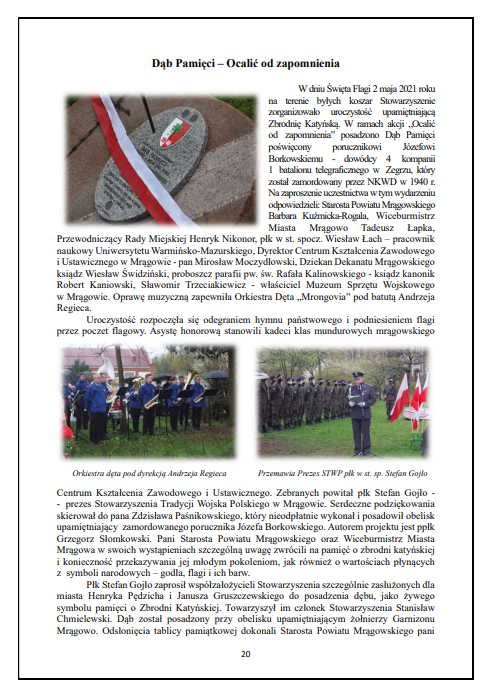 Dąb Pamięci – Ocalić od zapomnienia
W dniu Święta Flagi 2 maja 2021 roku
na terenie byłych koszar Stowarzyszenie
zorganizowało uroczystość upamiętniającą
Zbrodnię Katyńską. W ramach akcji „Ocalić
od zapomnienia” posadzono Dąb Pamięci
poświęcony porucznikowi Józefowi
Borkowskiemu - dowódcy 4 kompanii
1 batalionu telegraficznego w Zegrzu, który
został zamordowany przez NKWD w 1940 r.
Na zaproszenie uczestnictwa w tym wydarzeniu
odpowiedzieli: Starosta Powiatu Mrągowskiego
Barbara Kuźmicka-Rogala, Wiceburmistrz
Miasta Mrągowo Tadeusz Łapka,
Przewodniczący Rady Miejskiej Henryk Nikonor, płk w st. spocz. Wiesław Łach – pracownik
naukowy Uniwersytetu Warmińsko-Mazurskiego, Dyrektor Centrum Kształcenia Zawodowego
i Ustawicznego w Mrągowie - pan Mirosław Moczydłowski, Dziekan Dekanatu Mrągowskiego
ksiądz Wiesław Świdziński, proboszcz parafii pw. św. Rafała Kalinowskiego - ksiądz kanonik
Robert Kaniowski, Sławomir Trzeciakiewicz - właściciel Muzeum Sprzętu Wojskowego
w Mrągowie. Oprawę muzyczną zapewniła Orkiestra Dęta „Mrongovia” pod batutą Andrzeja
Regieca.
Uroczystość rozpoczęła się odegraniem hymnu państwowego i podniesieniem flagi
przez poczet flagowy. Asystę honorową stanowili kadeci klas mundurowych mrągowskiego
Orkiestra dęta pod dyrekcją Andrzeja Regieca
Przemawia Prezes STWP płk w st. sp. Stefan Gojło
Centrum Kształcenia Zawodowego i Ustawicznego. Zebranych powitał płk Stefan Gojło -
- prezes Stowarzyszenia Tradycji Wojska Polskiego w Mrągowie. Serdeczne podziękowania
skierował do pana Zdzisława Paśnikowskiego, który nieodpłatnie wykonał i posadowił obelisk
upamiętniający zamordowanego porucznika Józefa Borkowskiego. Autorem projektu jest ppłk
Grzegorz Słomkowski. Pani Starosta Powiatu Mrągowskiego oraz Wiceburmistrz Miasta
Mrągowa w swoich wystąpieniach szczególną uwagę zwrócili na pamięć o zbrodni katyńskiej
i konieczność przekazywania jej młodym pokoleniom, jak również o wartościach płynących
z symboli narodowych – godła, flagi i ich barw.
Płk Stefan Gojło zaprosił współzałożycieli Stowarzyszenia szczególnie zasłużonych dla
miasta Henryka Pędzicha i Janusza Gruszczewskiego do posadzenia dębu, jako żywego
symbolu pamięci o Zbrodni Katyńskiej. Towarzyszył im członek Stowarzyszenia Stanisław
Chmielewski. Dąb został posadzony przy obelisku upamiętniającym żołnierzy Garnizonu
Mrągowo. Odsłonięcia tablicy pamiątkowej dokonali Starosta Powiatu Mrągowskiego pani
20